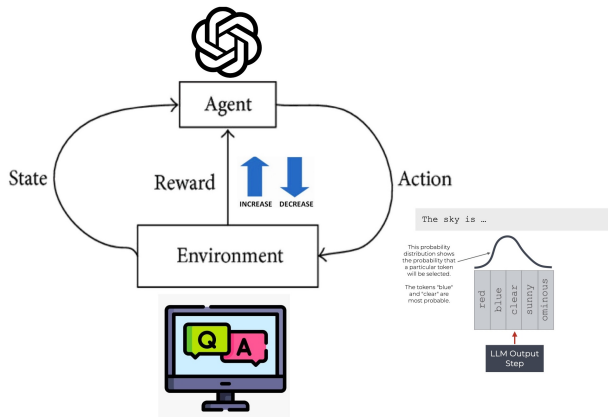 Agent
State
Reward
INCREASE
DECREASE
Action
Environment
Q
A
The sky is …
This probability
distribution shows
the probability that
a particular token
will be selected.
The tokens "blue"
and "clear" are
most probable.
red
blue
clear
sunny
ominous
LLM Output
Step